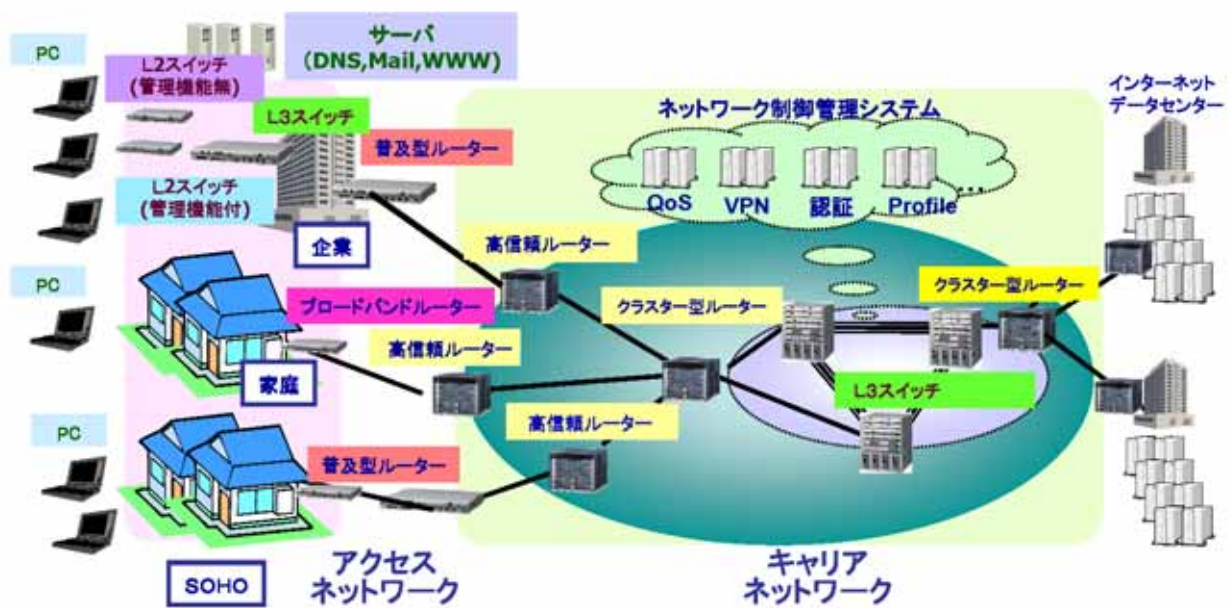 サーバ
(DNS,Mail,WWW)
PC
L2スイッチ
(管理機能無)
L3スイッチ
普及型ルーター
L2スイッチ
(管理機能付)
企業
PC
ブロードバンドルーター
家庭
PC
普及型ルーター
SOHO
アクセス
ネットワーク
ネットワーク制御管理システム
QoS
VPN
認証
Profile
...
高信頼ルーター
高信頼ルーター
高信頼ルーター
クラスター型ルーター
クラスター型ルーター
L3スイッチ
キャリア
ネットワーク
インターネット
データセンター